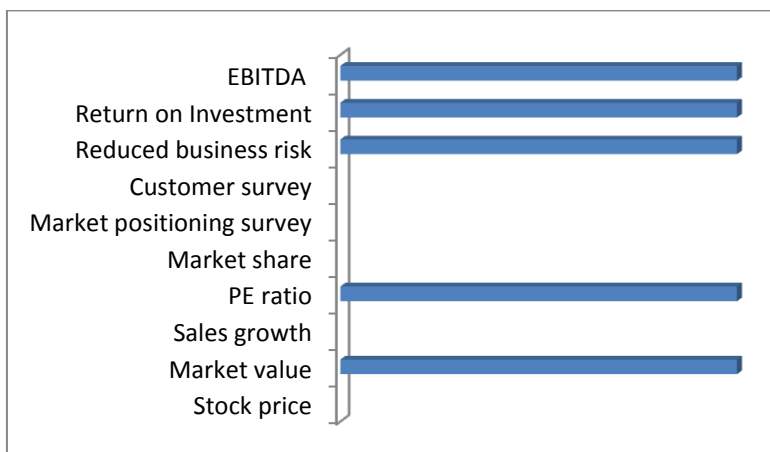 EBITDA
Return on Investment
Reduced business risk
Customer survey
Market positioning survey
Market share
PE ratio
Sales growth
Market value
Stock price